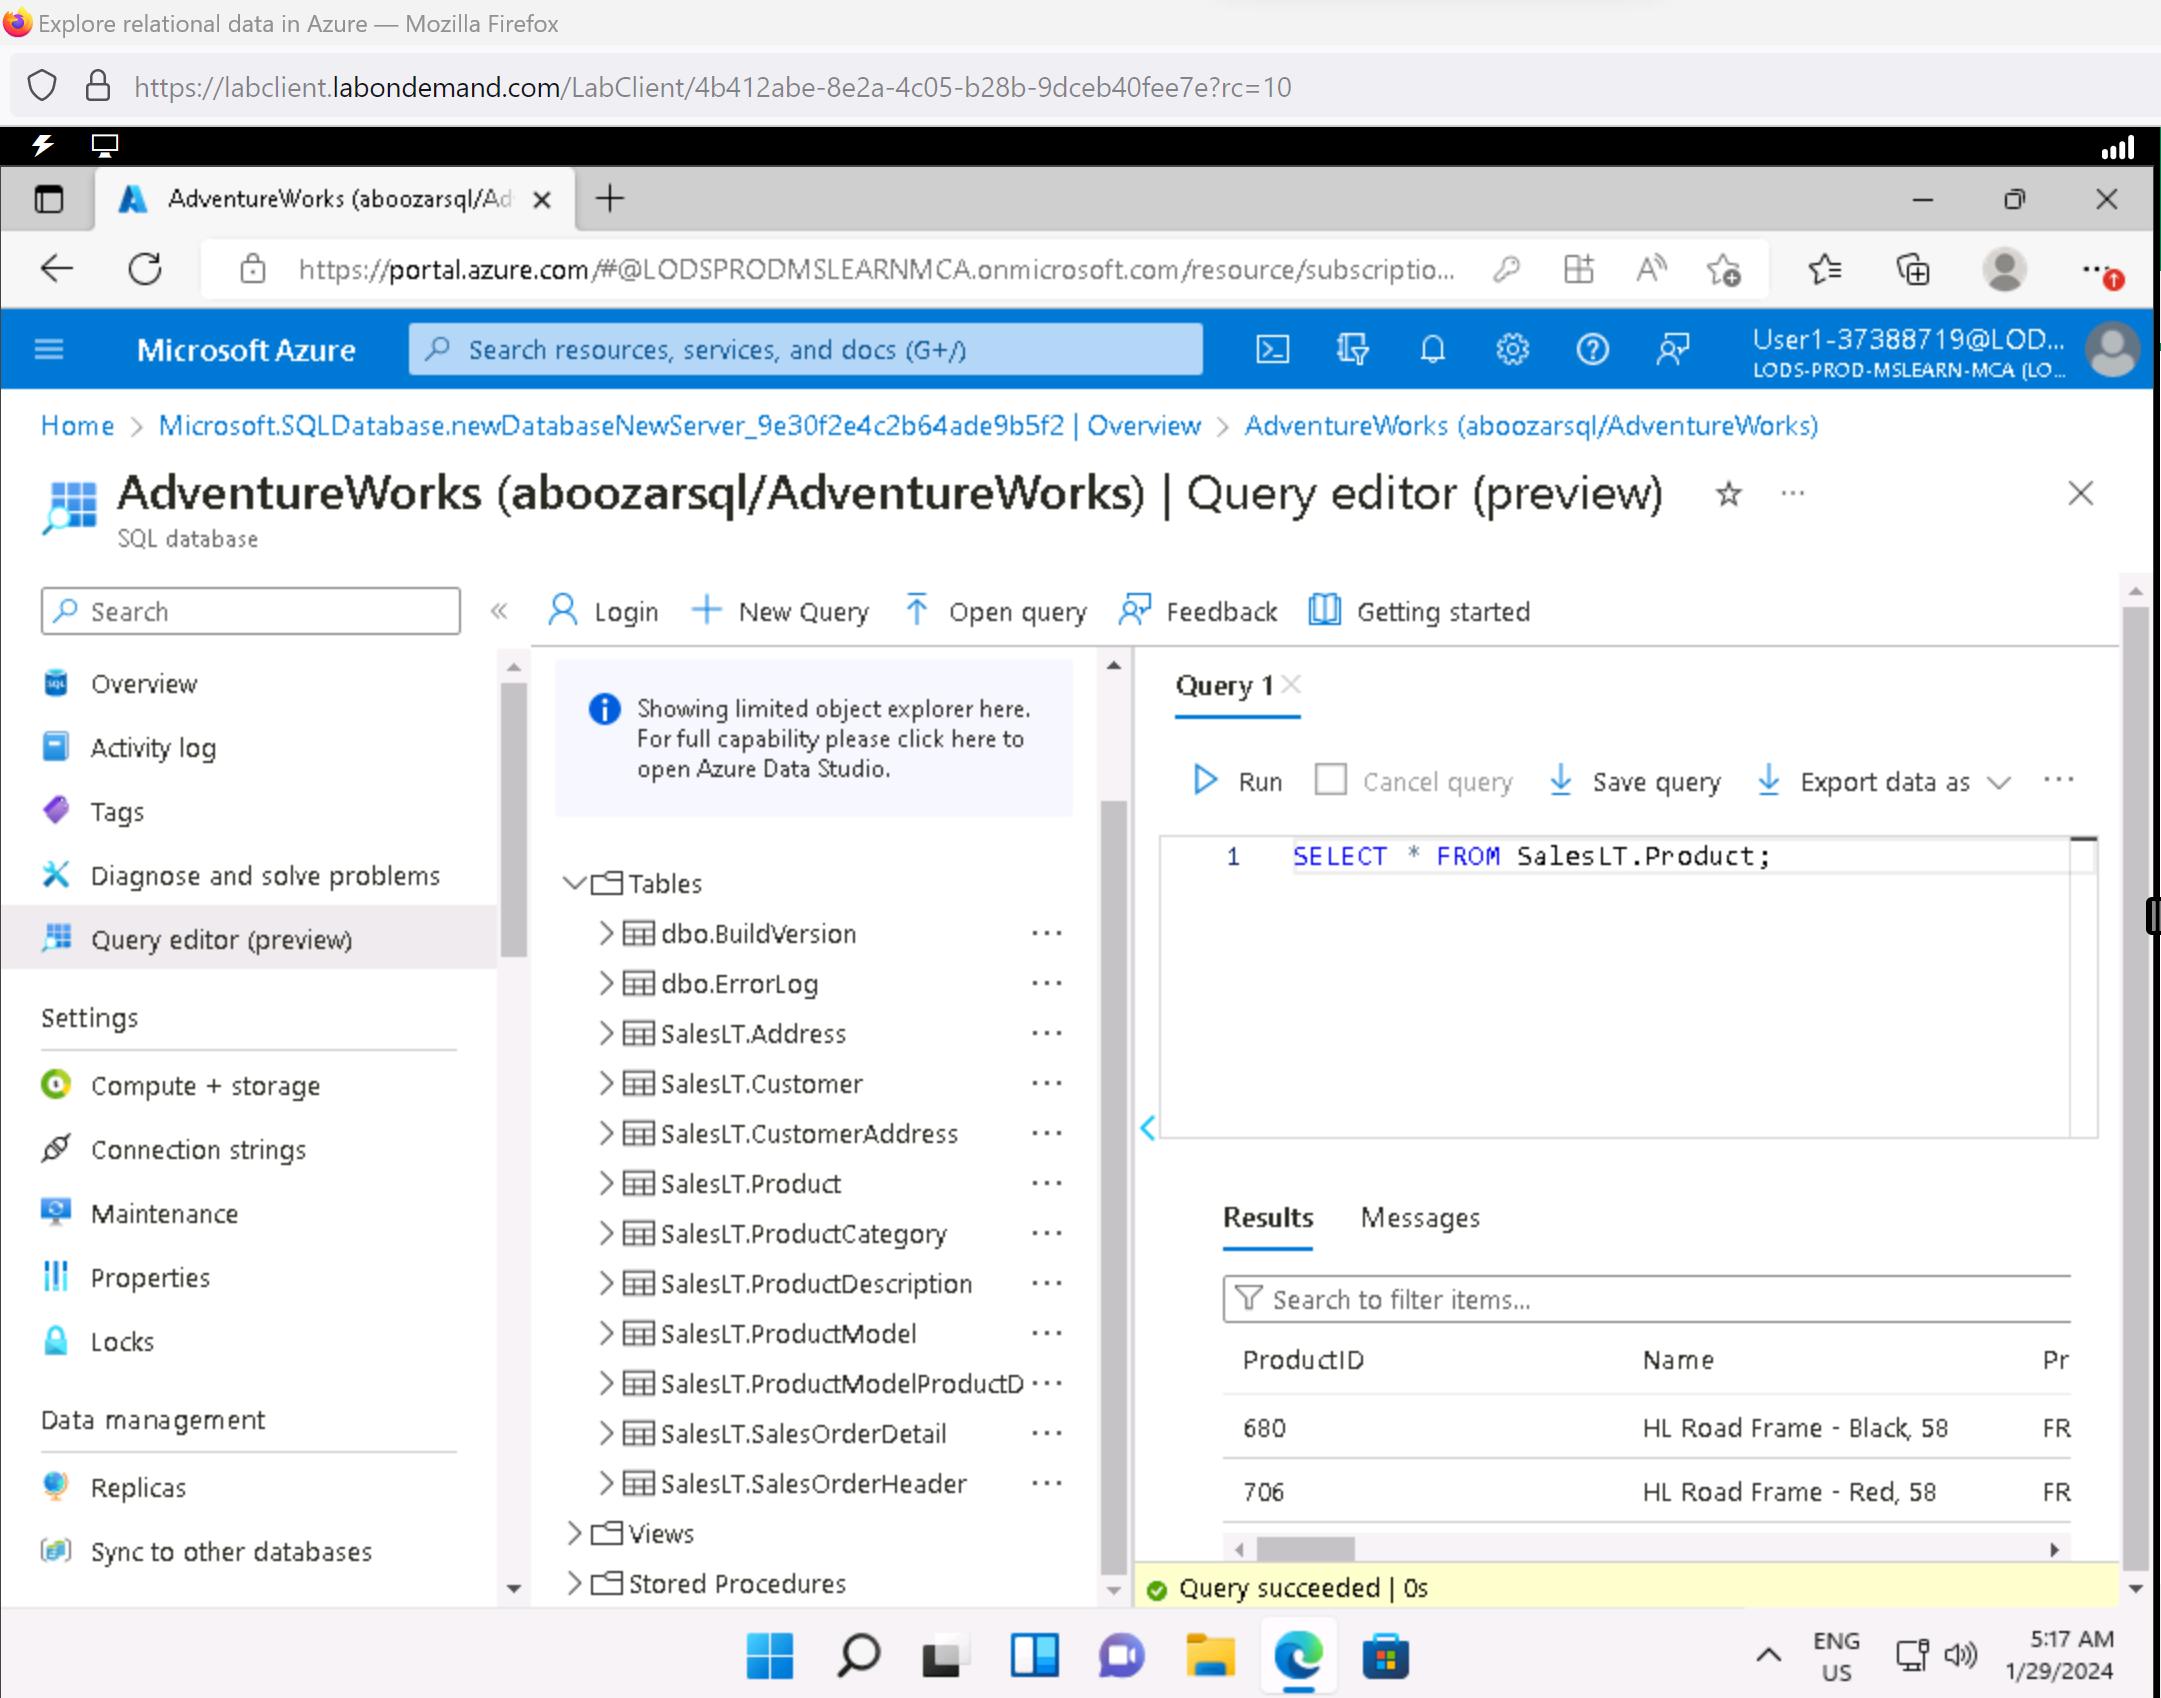 Explore relational data in Azure — Mozilla Firefox
https://labclient.labondemand.com/LabClient/4b412abe-8e2a-4c05-b28b-9dceb40fee7e?rc=10
AdventureWorks (aboozarsql/Ad
https://portal.azure.com/#@LODSPRODMSLEARNMCA.onmicrosoft.com/resource/subscriptio...
Microsoft Azure
Search resources, services, and docs (G+/)
User1-37388719@LOD...
LODS-PROD-MSLEARN-MCA (LO...
Home > Microsoft.SQLDatabase.newDatabaseNewServer_9e30f2e4c2b64ade9b5f2 | Overview > AdventureWorks (aboozarsql/AdventureWorks)
AdventureWorks (aboozarsql/AdventureWorks) | Query editor (preview)
SQL database
Search
Login
New Query
Open query
Feedback
Getting started
Overview
Activity log
Tags
Diagnose and solve problems
Query editor (preview)
Settings
Compute + storage
Connection strings
Maintenance
Properties
Locks
Data management
Replicas
Sync to other databases
Showing limited object explorer here.
For full capability please click here to
open Azure Data Studio.
Tables
dbo.BuildVersion
dbo.ErrorLog
SalesLT.Address
SalesLT.Customer
SalesLT.CustomerAddress
SalesLT.Product
SalesLT.ProductCategory
SalesLT.ProductDescription
SalesLT.ProductModel
SalesLT.ProductModelProductD
SalesLT.SalesOrderDetail
SalesLT.SalesOrderHeader
Views
Stored Procedures
Query 1
Run
Cancel query
Save query
Export data as
1 SELECT * FROM SalesLT.Product;
Results
Messages
Search to filter items...
ProductID Name Pr
680 HL Road Frame - Black, 58 FR
706 HL Road Frame - Red, 58 FR
Query succeeded | 0s
ENG
US
5:17 AM
1/29/2024